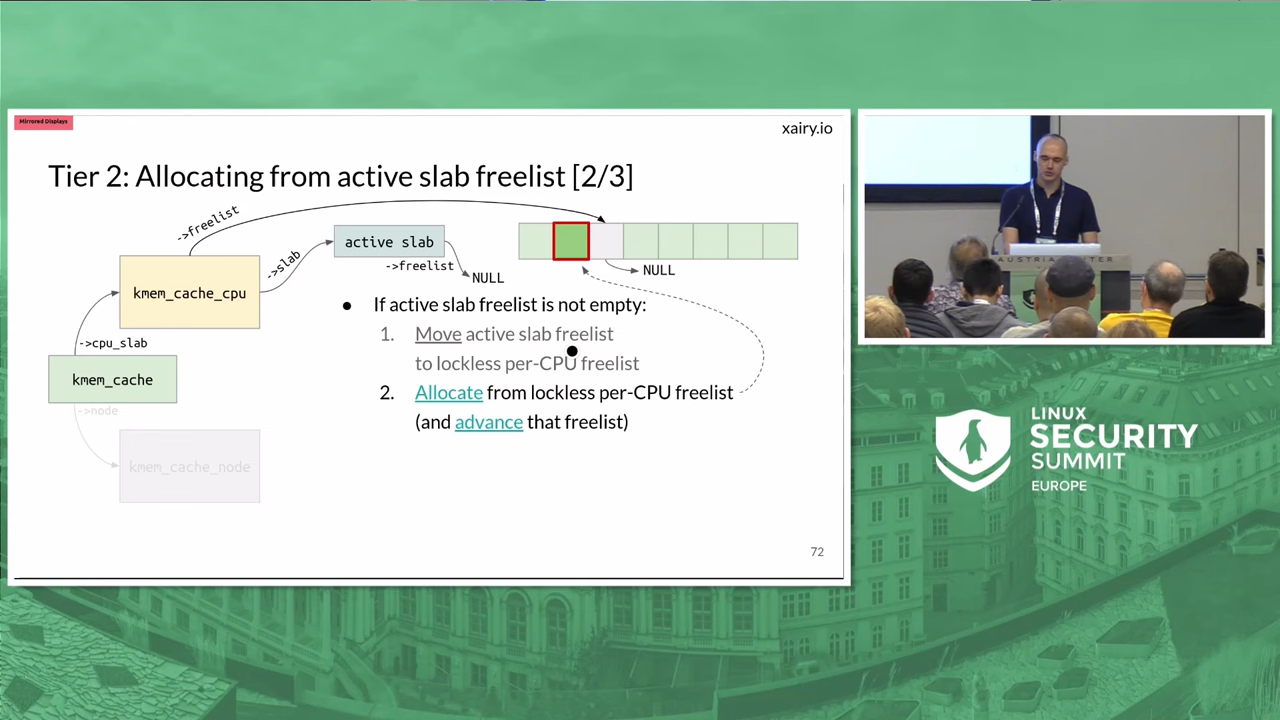 Mirrored Displays
xairy.io
Tier 2: Allocating from active slab freelist [2/3]
->freelist
active slab
->slab
->freelist
NULL
NULL
kmem_cache_cpu
->cpu_slab
kmem_cache
->node
kmem_cache_node
● If active slab freelist is not empty:
1. Move active slab freelist
to lockless per-CPU freelist
2. Allocate from lockless per-CPU freelist
(and advance that freelist)
72
LINUX
SECURITY
SUMMIT
EUROPE